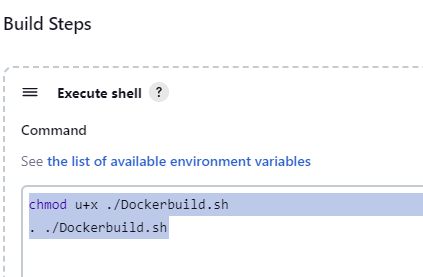 Build Steps
Execute shell ?
Command
See the list of available environment variables
chmod u+x ./Dockerbuild.sh
. ./Dockerbuild.sh